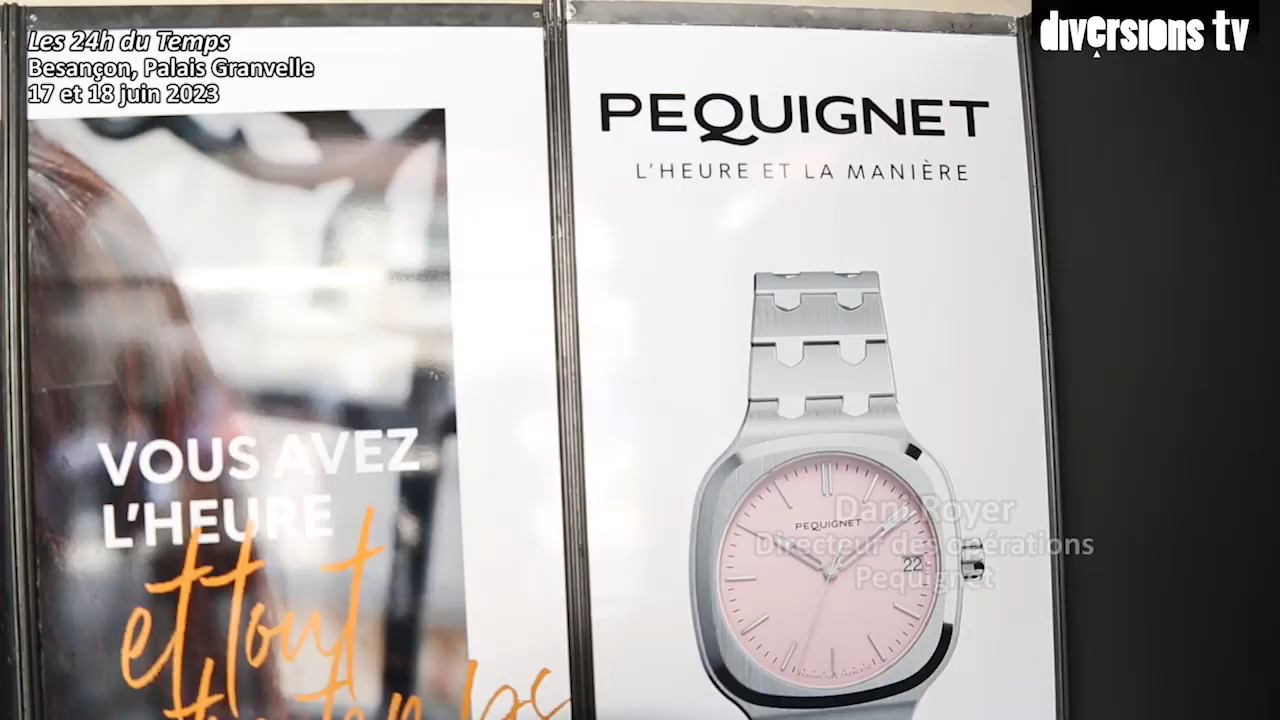 Les 24h du Temps
Besançon, Palais Granvelle
17 et 18 juin 2023
diversions tv
PEQUIGNET
L'HEURE ET LA MANIÈRE
VOUS AVEZ
L'HEURE
et tout
temps
PEQUIGNET
22
Dani Royer
Directeur des opérations
Pequignet